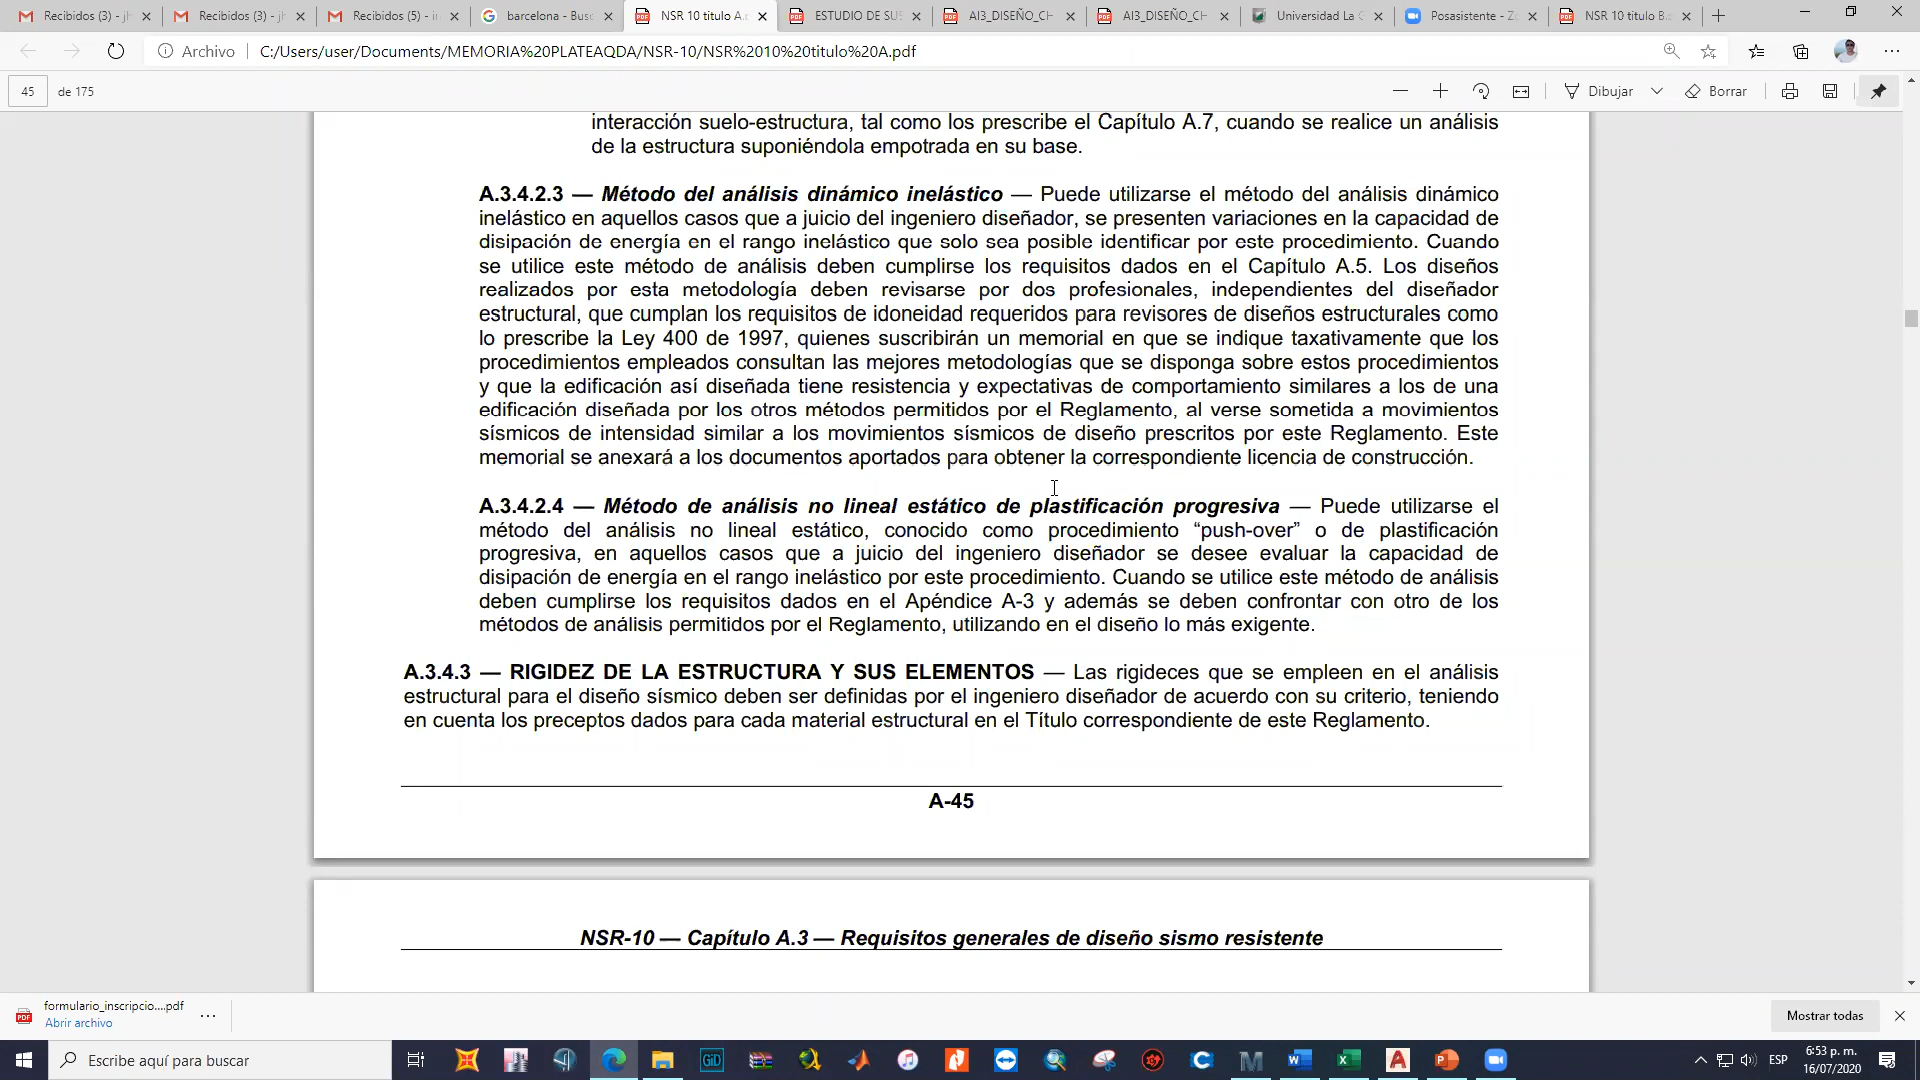 Recibidos (3) - jh
Recibidos (3) - jh
Recibidos (5) - in
barcelona - Busc
NSR 10 titulo A.p
ESTUDIO DE SUS
AI3_DISEÑO_CH
AI3_DISEÑO_CH
Universidad La G
Posasistente - Zo
NSR 10 titulo B.s
Archivo
C:/Users/user/Documents/MEMORIA%20PLATEAQDA/NSR-10/NSR%2010%20titulo%20A.pdf
45
de 175
Dibujar
Borrar
interacción suelo-estructura, tal como los prescribe el Capítulo A.7, cuando se realice un análisis
de la estructura suponiéndola empotrada en su base.
A.3.4.2.3 — Método del análisis dinámico inelástico — Puede utilizarse el método del análisis dinámico
inelástico en aquellos casos que a juicio del ingeniero diseñador, se presenten variaciones en la capacidad de
disipación de energía en el rango inelástico que solo sea posible identificar por este procedimiento. Cuando
se utilice este método de análisis deben cumplirse los requisitos dados en el Capítulo A.5. Los diseños
realizados por esta metodología deben revisarse por dos profesionales, independientes del diseñador
estructural, que cumplan los requisitos de idoneidad requeridos para revisores de diseños estructurales como
lo prescribe la Ley 400 de 1997, quienes suscribirán un memorial en que se indique taxativamente que los
procedimientos empleados consultan las mejores metodologías que se disponga sobre estos procedimientos
y que la edificación así diseñada tiene resistencia y expectativas de comportamiento similares a los de una
edificación diseñada por los otros métodos permitidos por el Reglamento, al verse sometida a movimientos
sísmicos de intensidad similar a los movimientos sísmicos de diseño prescritos por este Reglamento. Este
memorial se anexará a los documentos aportados para obtener la correspondiente licencia de construcción.
A.3.4.2.4 — Método de análisis no lineal estático de plastificación progresiva — Puede utilizarse el
método del análisis no lineal estático, conocido como procedimiento “push-over” o de plastificación
progresiva, en aquellos casos que a juicio del ingeniero diseñador se desee evaluar la capacidad de
disipación de energía en el rango inelástico por este procedimiento. Cuando se utilice este método de análisis
deben cumplirse los requisitos dados en el Apéndice A-3 y además se deben confrontar con otro de los
métodos de análisis permitidos por el Reglamento, utilizando en el diseño lo más exigente.
A.3.4.3 — RIGIDEZ DE LA ESTRUCTURA Y SUS ELEMENTOS — Las rigideces que se empleen en el análisis
estructural para el diseño sísmico deben ser definidas por el ingeniero diseñador de acuerdo con su criterio, teniendo
en cuenta los preceptos dados para cada material estructural en el Título correspondiente de este Reglamento.
A-45
NSR-10 — Capítulo A.3 — Requisitos generales de diseño sismo resistente
formulario_inscripcio....pdf
Abrir archivo
Mostrar todas
Escribe aquí para buscar
ESP
6:53 p. m.
16/07/2020